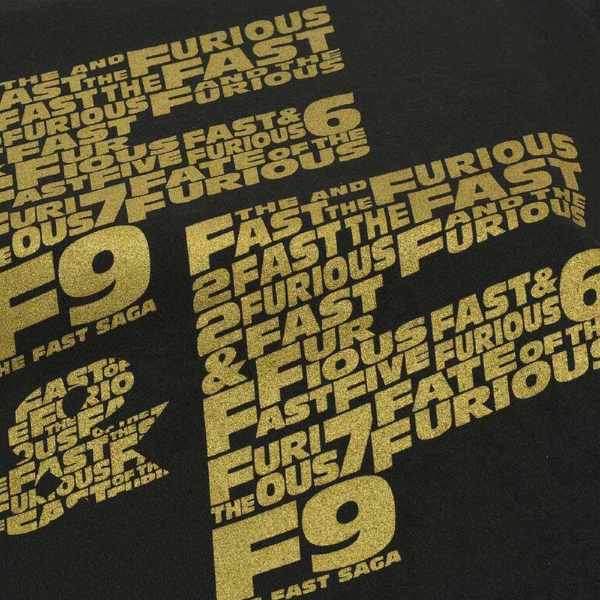 THE AND FURIOUS
FAST THE FAST
FAST THE AND THE
FURIOUS FURIOUS
FAST
FUR FAST & 6
FIOUS FURIOUS
FAST FIVE FATE OF THE
FURI 7 FURIOUS
THE OUS
F9
THE FAST SAGA
THE AND FURIOUS
FAST THE FAST
2 FAST THE AND THE
2 FURIOUS FURIOUS
& FAST
& FUR FAST & 6
FIOUS FURIOUS
FAST FIVE FATE OF THE
FURI 7 FURIOUS
THE OUS
F9
FAST SAGA
&